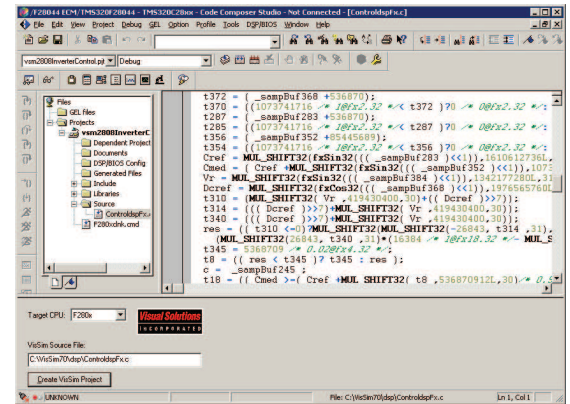 /F28044 ECM/TMS320F28044 - TMS320C28xx - Code Composer Studio - Not Connected - [ControldspFx.c]
File Edit View Project Debug GEL Option Profile Tools DSP/BIOS Window Help
vsm2808InverterControl.pjt Debug
Files
GEL files
Projects
vsm2808InverterC
Dependent Project
Documents
DSP/BIOS Config
Generated Files
Include
Libraries
Source
ControldspFx.c
F280xdnk.cmd
t372 = ( _sampBuf368 +536870);
t370 = ((1073741716 /* 1@fx2.32 */< t372 )?0 /* 0@fx2.32 */:
t287 = ( _sampBuf283 +536870);
t285 = ((1073741716 /* 1@fx2.32 */< t287 )?0 /* 0@fx2.32 */:
t356 = ( _sampBuf352 +85445689);
t354 = ((1073741716 /* 1@fx2.32 */< t356 )?0 /* 0@fx2.32 */:
Cref = MUL_SHIFT32(fxSin32((( _sampBuf283 )<<1)),1610612736L,
Cmed = ( Cref +MUL_SHIFT32(fxSin32((( _sampBuf352 )<<1)),1073
Vr = MUL_SHIFT32(fxSin32((( _sampBuf384 )<<1)),1342177280L,31
Dcref = MUL_SHIFT32(fxCos32((( _sampBuf368 )<<1)),1976565760L
t310 = (MUL_SHIFT32( Vr ,419430400,30)+(( Dcref )>>7));
t314 = ((( Dcref )>>7)+MUL_SHIFT32( Vr ,419430400,30));
t340 = ((( Dcref )>>7)+MUL_SHIFT32( Vr ,419430400,30));
res = (( t310 <=0)?MUL_SHIFT32(MUL_SHIFT32(-26843, t314 ,31),
(MUL_SHIFT32(26843, t340 ,31)*(16384 /* 1@fx18.32 */- MUL_S
t345 = 5368709 /* 0.02@fx4.32 */;
t8 = (( res < t345 )? t345 : res );
c = _sampBuf245 ;
t18 = (( Cmed >-( Cref +MUL_SHIFT32( t8 ,536870912L,30)/* 0.5
Target CPU: F280x
Visual Solutions
INCORPORATED
VisSim Source File:
C:\VisSim70\dsp\ControldspFx.c
Create VisSim Project
UNKNOWN File: C:\VisSim70\dsp\ControldspFx.c Ln 1, Col 1